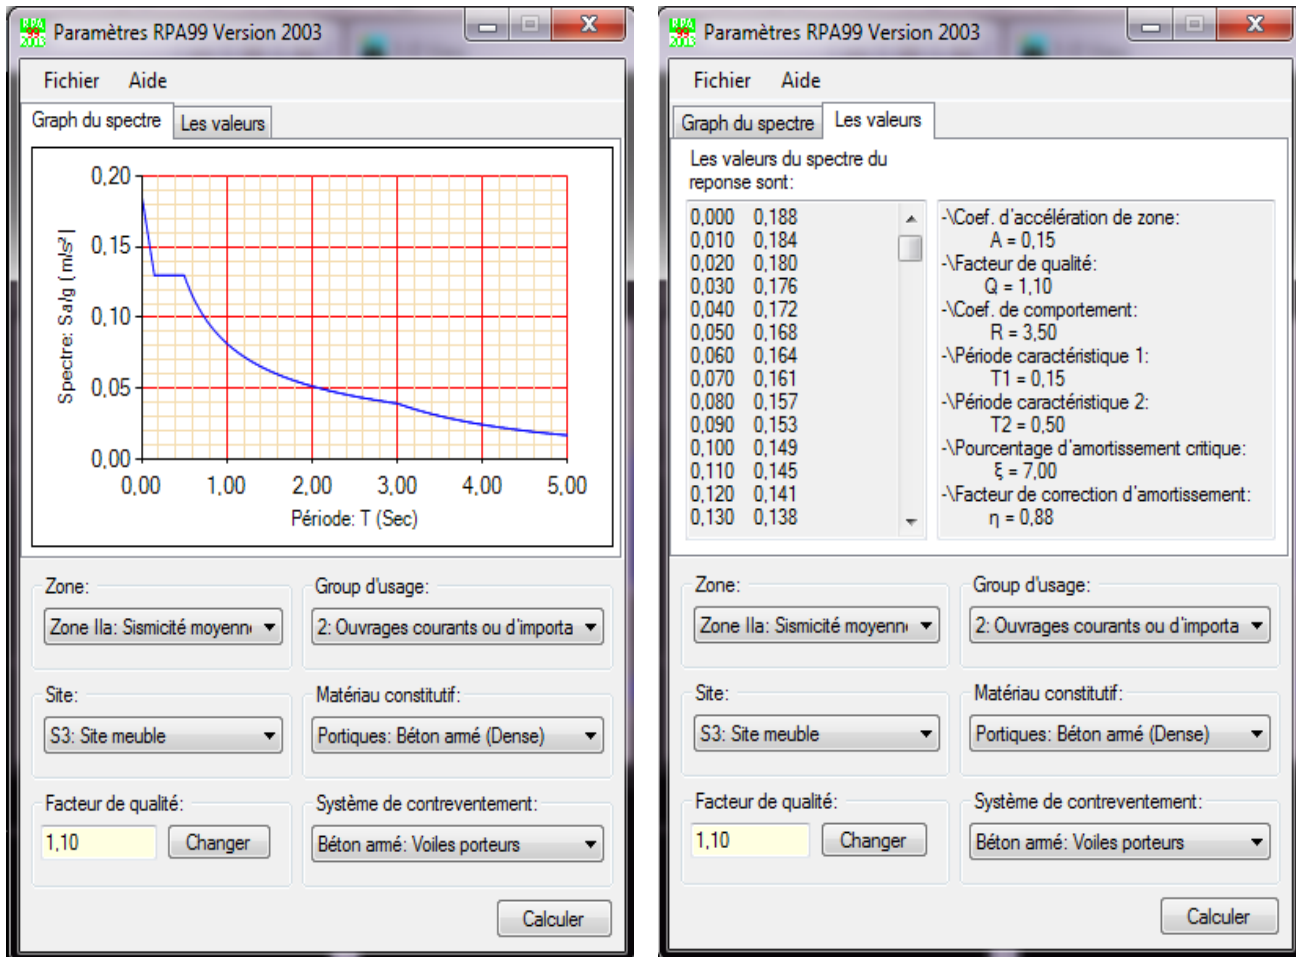 RPA
99
2003
Paramètres RPA99 Version 2003
Fichier Aide
Graph du spectre Les valeurs
Spectre: Sa/g ( m/s²)
0,20
0,15
0,10
0,05
0,00
0,00 1,00 2,00 3,00 4,00 5,00
Période: T (Sec)
Zone: Group d'usage:
Zone IIa: Sismicité moyenn 2: Ouvrages courants ou d'importa
Site: Matériau constitutif:
S3: Site meuble Portiques: Béton armé (Dense)
Facteur de qualité: Système de contreventement:
1,10 Changer Béton armé: Voiles porteurs
Calculer
RPA
99
2003
Paramètres RPA99 Version 2003
Fichier Aide
Graph du spectre Les valeurs
Les valeurs du spectre du
reponse sont:
0,000 0,188
0,010 0,184
0,020 0,180
0,030 0,176
0,040 0,172
0,050 0,168
0,060 0,164
0,070 0,161
0,080 0,157
0,090 0,153
0,100 0,149
0,110 0,145
0,120 0,141
0,130 0,138
-\Coef. d'accélération de zone:
A = 0,15
-\Facteur de qualité:
Q = 1,10
-\Coef. de comportement:
R = 3,50
-\Période caractéristique 1:
T1 = 0,15
-\Période caractéristique 2:
T2 = 0,50
-\Pourcentage d'amortissement critique:
ξ = 7,00
-\Facteur de correction d'amortissement:
η = 0,88
Zone: Group d'usage:
Zone IIa: Sismicité moyenn 2: Ouvrages courants ou d'importa
Site: Matériau constitutif:
S3: Site meuble Portiques: Béton armé (Dense)
Facteur de qualité: Système de contreventement:
1,10 Changer Béton armé: Voiles porteurs
Calculer